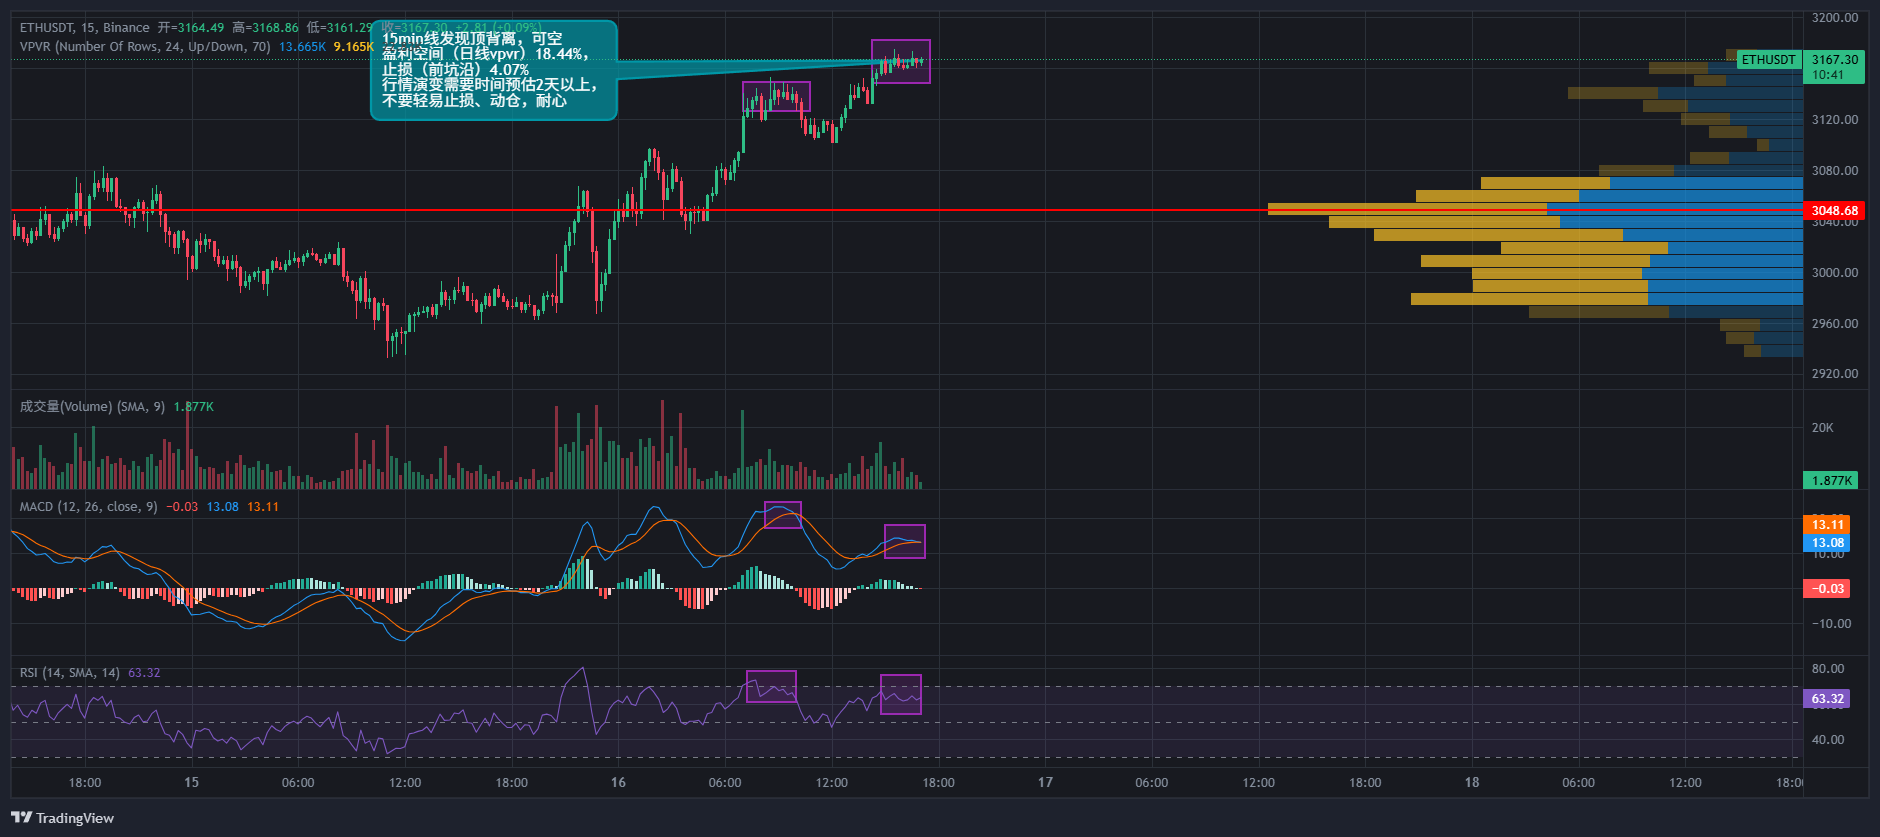 ETHUSDT, 15, Binance 开=3164.49 高=3168.86 低=3161.29 收=3167.30 +2.81 (+0.09%)
VPVR (Number Of Rows, 24, Up/Down, 70) 13.665K 9.165K
15min线发现顶背离，可空
盈利空间（日线vpvr）18.44%，
止损（前坑沿）4.07%
行情演变需要时间预估2天以上，
不要轻易止损、动仓，耐心
3200.00
ETHUSDT 3167.30
10:41
3120.00
3080.00
3048.68
3040.00
3000.00
2960.00
2920.00
成交量(Volume) (SMA, 9) 1.877K
20K
1.877K
MACD (12, 26, close, 9) −0.03 13.08 13.11
13.11
13.08
10.00
−0.03
−10.00
RSI (14, SMA, 14) 63.32
80.00
63.32
40.00
18:00 15 06:00 12:00 18:00 16 06:00 12:00 18:00 17 06:00 12:00 18:00 18 06:00 12:00 18:00
TradingView